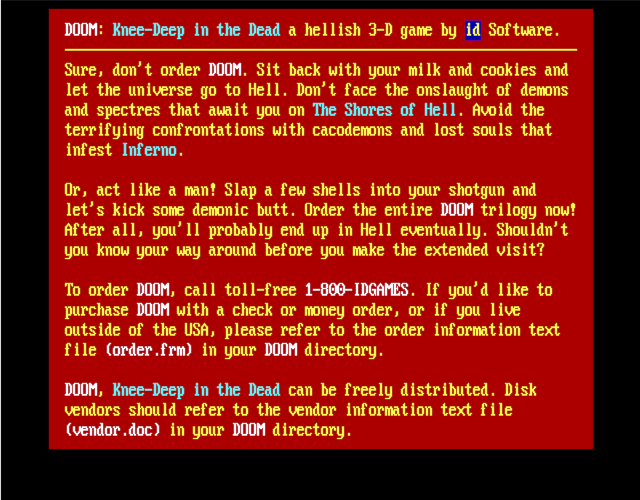 DOOM: Knee-Deep in the Dead a hellish 3-D game by id Software.
Sure, don't order DOOM. Sit back with your milk and cookies and
let the universe go to Hell. Don't face the onslaught of demons
and spectres that await you on The Shores of Hell. Avoid the
terrifying confrontations with cacodemons and lost souls that
infest Inferno.
Or, act like a man! Slap a few shells into your shotgun and
let's kick some demonic butt. Order the entire DOOM trilogy now!
After all, you'll probably end up in Hell eventually. Shouldn't
you know your way around before you make the extended visit?
To order DOOM, call toll-free 1-800-IDGAMES. If you'd like to
purchase DOOM with a check or money order, or if you live
outside of the USA, please refer to the order information text
file (order.frm) in your DOOM directory.
DOOM, Knee-Deep in the Dead can be freely distributed. Disk
vendors should refer to the vendor information text file
(vendor.doc) in your DOOM directory.